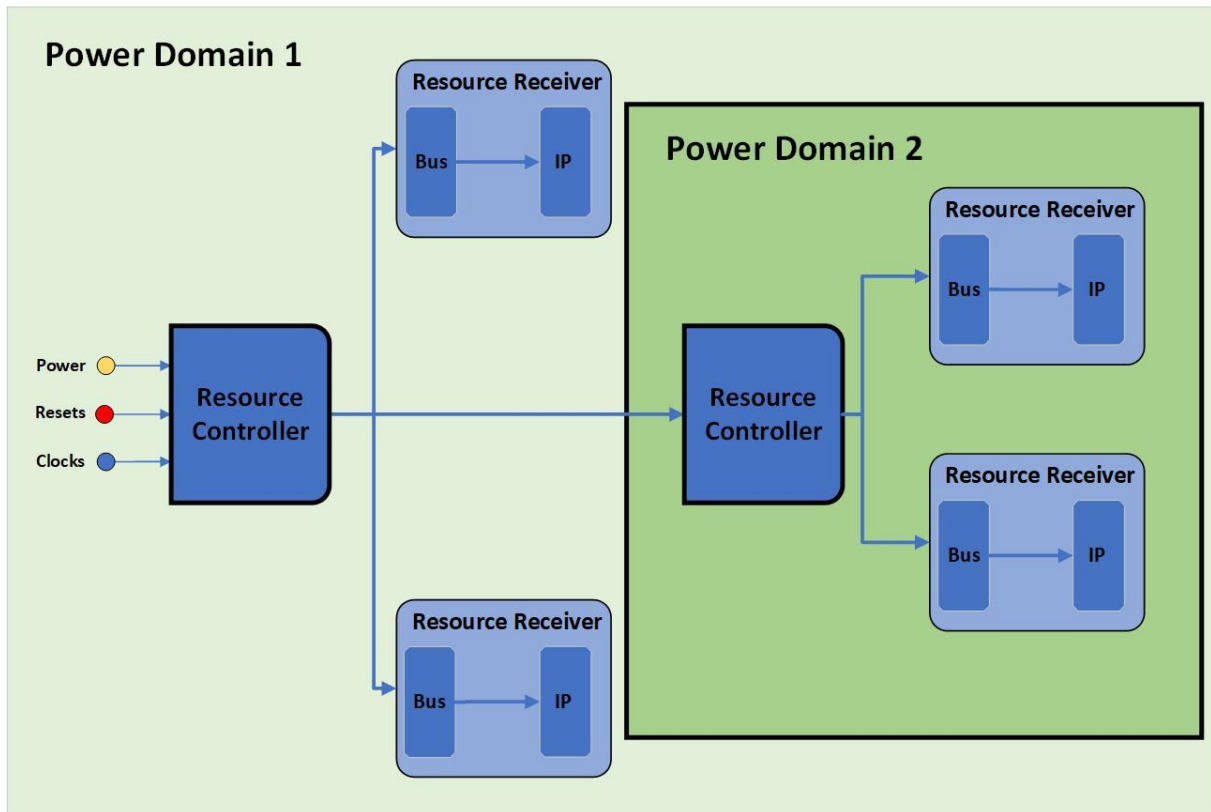 Power Domain 1
Resource Receiver
Bus
IP
Power Domain 2
Resource Receiver
Bus
IP
Power
Resets
Clocks
Resource
Controller
Resource
Controller
Resource Receiver
Bus
IP
Resource Receiver
Bus
IP